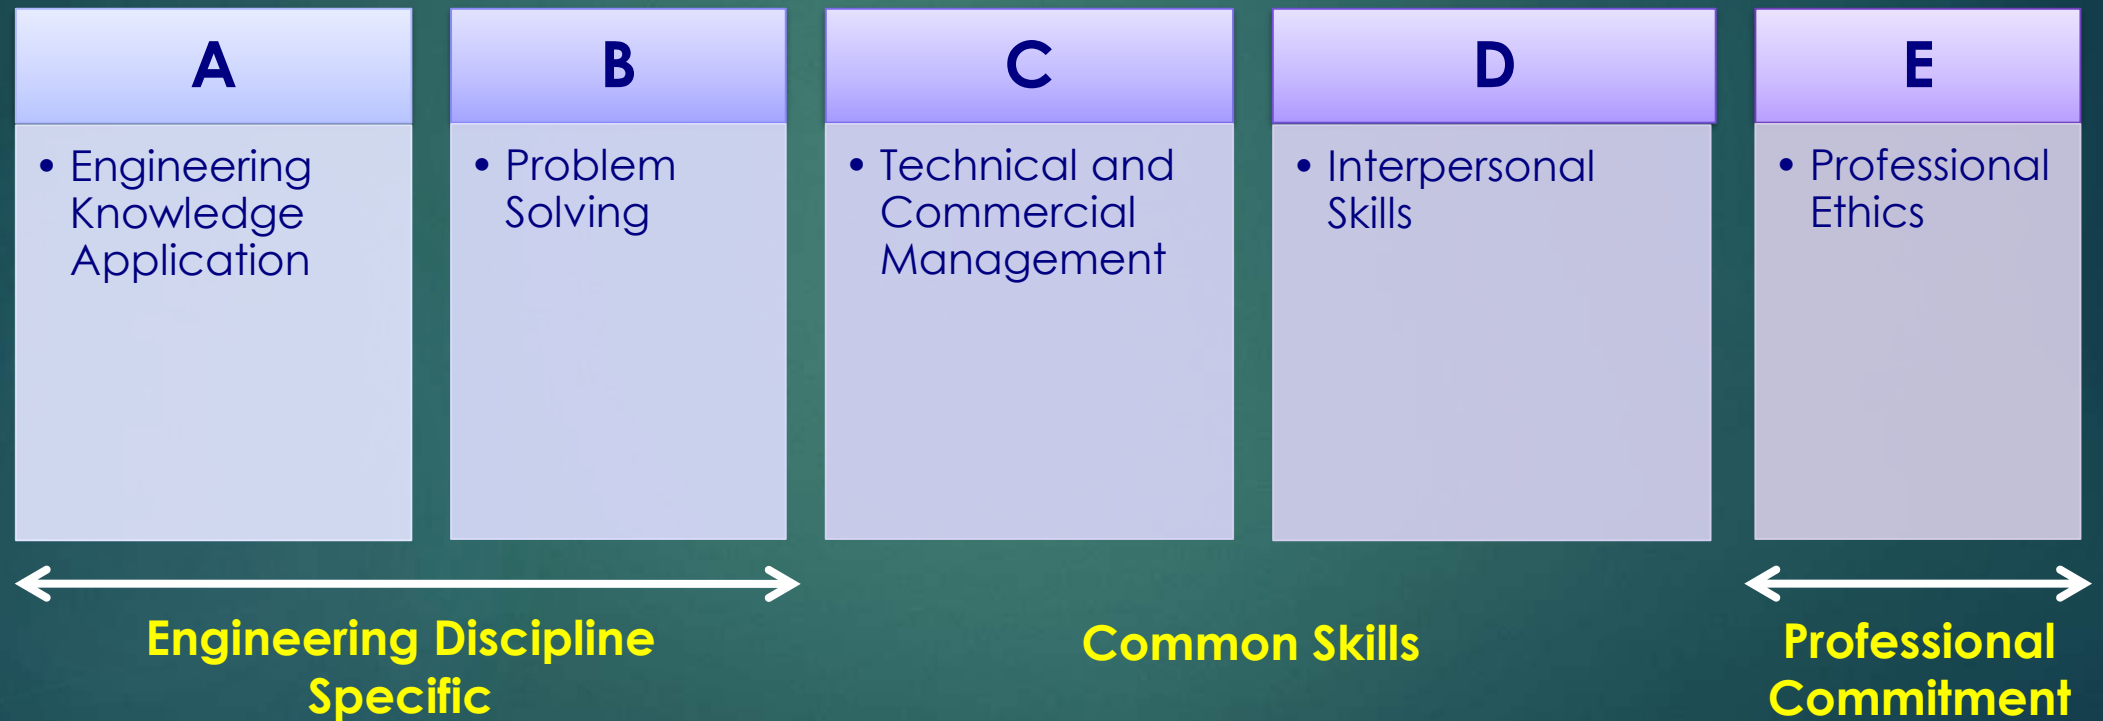 A
• Engineering
Knowledge
Application
B
• Problem
Solving
C
• Technical and
Commercial
Management
D
• Interpersonal
Skills
E
• Professional
Ethics
Engineering Discipline
Specific
Common Skills
Professional
Commitment